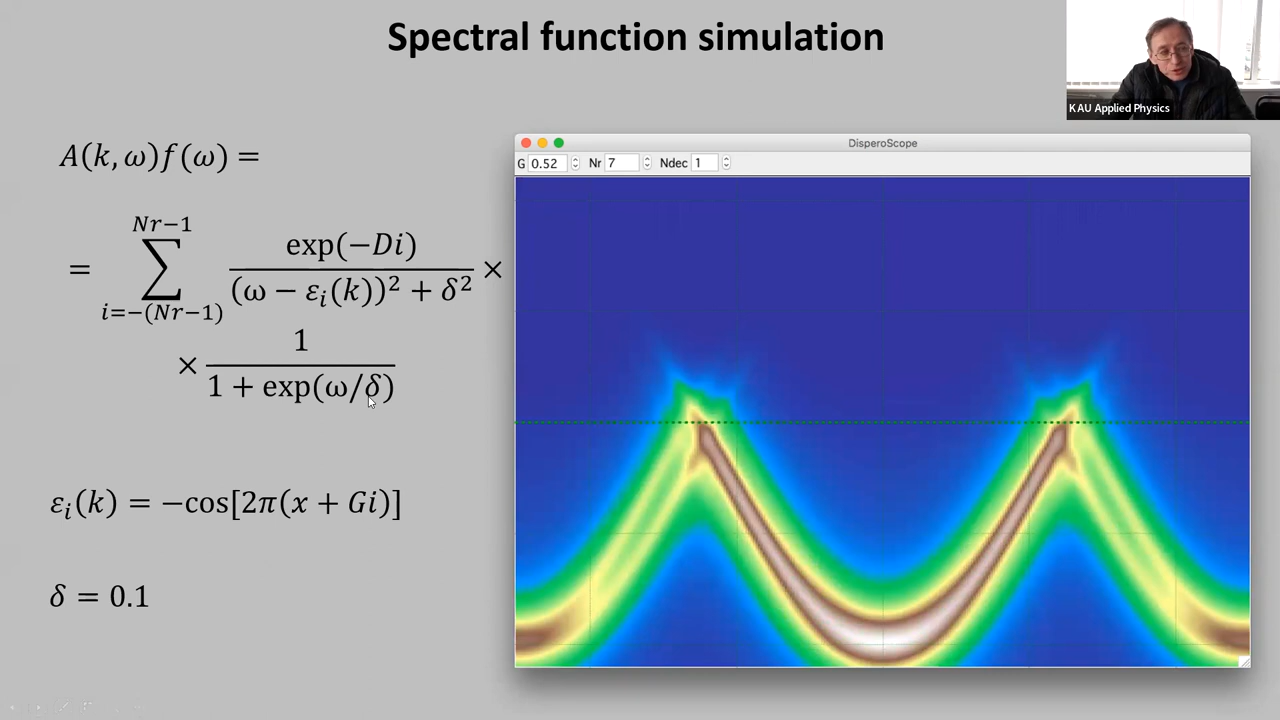 Spectral function simulation
KAU Applied Physics
A(k, ω)f(ω) =
= ∑_{i=−(Nr−1)}^{Nr−1} exp(−Di) / ((ω − ε_i(k))² + δ²) ×
× 1 / (1 + exp(ω/δ))
ε_i(k) = −cos[2π(x + Gi)]
δ = 0.1
DisperoScope
G 0.52 Nr 7 Ndec 1